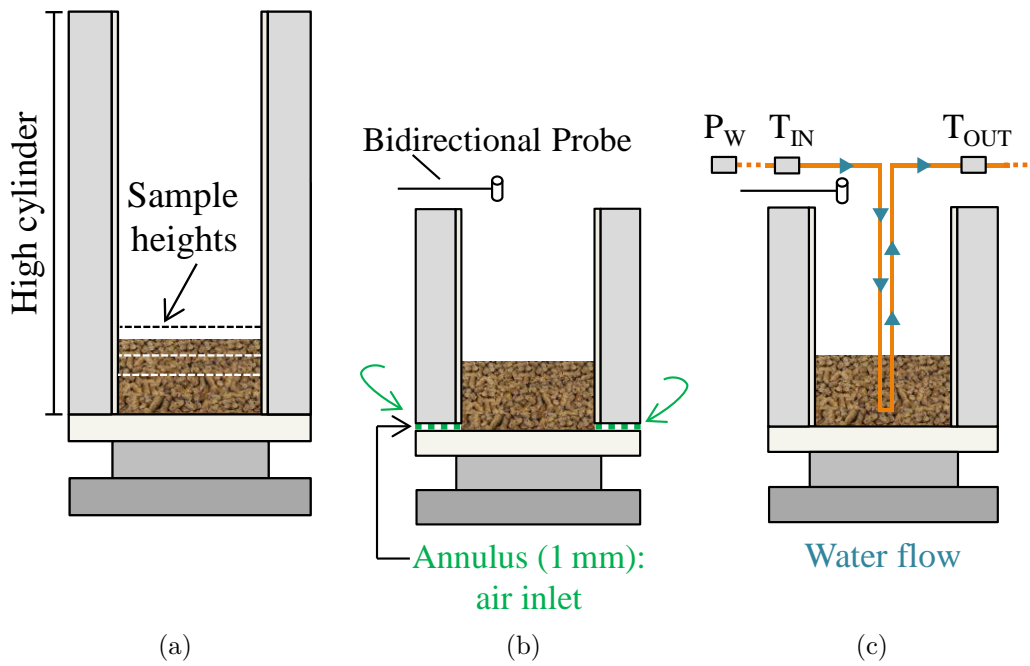 High cylinder
Sample
heights
(a)
Bidirectional Probe
Annulus (1 mm):
air inlet
(b)
P_W
T_IN
T_OUT
Water flow
(c)